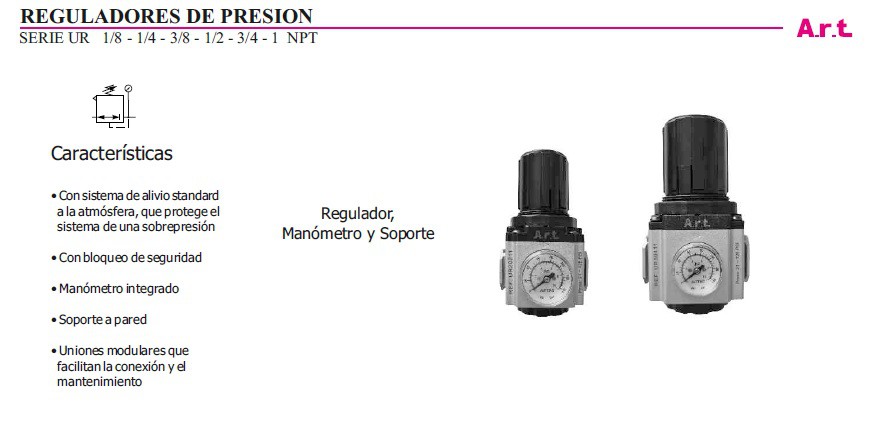 REGULADORES DE PRESION
SERIE UR 1/8 - 1/4 - 3/8 - 1/2 - 3/4 - 1 NPT
A.r.t.
Características
• Con sistema de alivio standard
a la atmósfera, que protege el
sistema de una sobrepresión
• Con bloqueo de seguridad
• Manómetro integrado
• Soporte a pared
• Uniones modulares que
facilitan la conexión y el
mantenimiento
Regulador,
Manómetro y Soporte
A.r.t.
A.r.t.